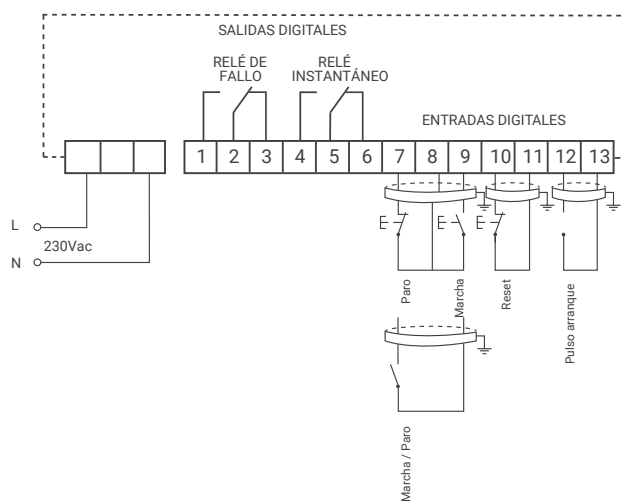 SALIDAS DIGITALES
RELÉ DE
FALLO
RELÉ
INSTANTÁNEO
ENTRADAS DIGITALES
1 2 3 4 5 6 7 8 9 10 11 12 13
L
230Vac
N
E E E
Paro
Marcha
Reset
Pulso arranque
Marcha / Paro